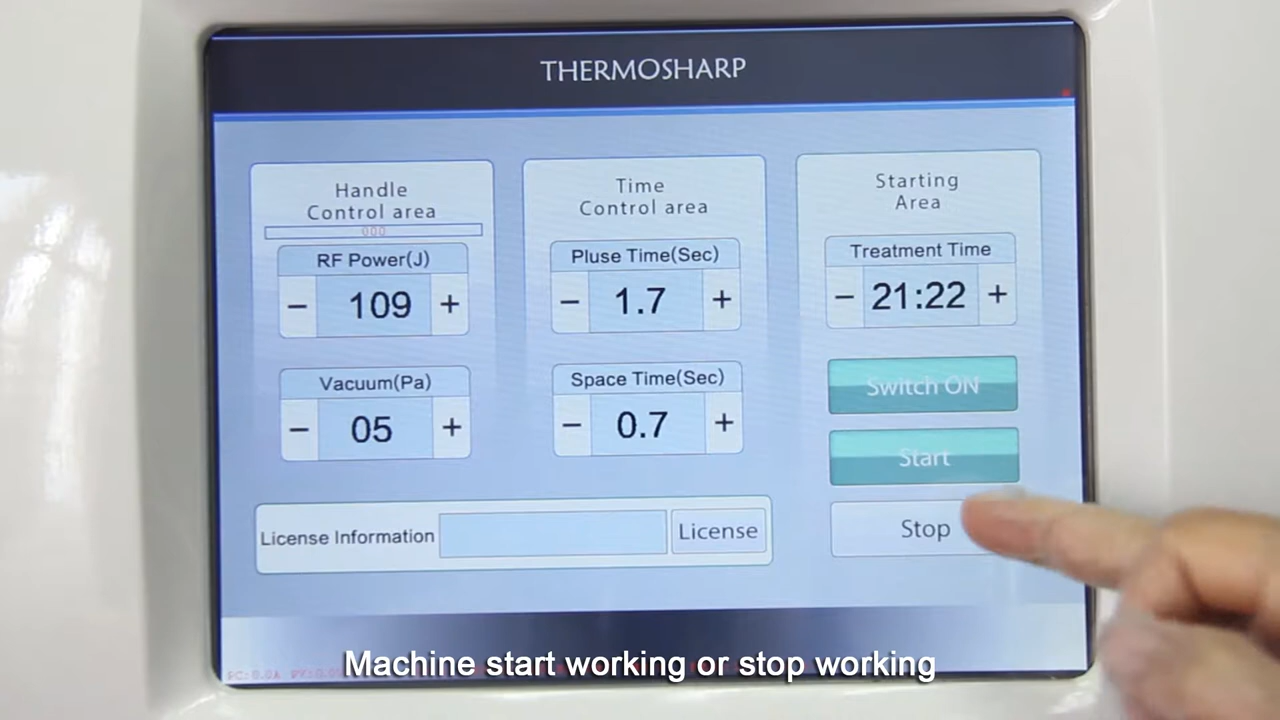 THERMOSHARP
Handle
Control area
000
RF Power(J)
− 109 +
Vacuum(Pa)
− 05 +
Time
Control area
Pluse Time(Sec)
− 1.7 +
Space Time(Sec)
− 0.7 +
Starting
Area
Treatment Time
− 21:22 +
Switch ON
Start
Stop
License Information
License
Machine start working or stop working